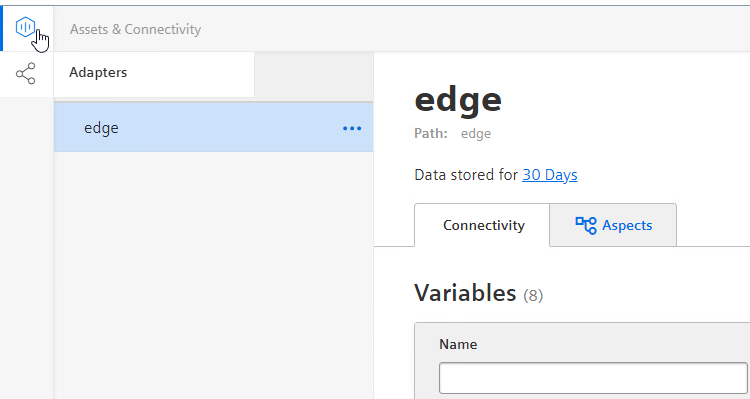 Assets & Connectivity
Adapters
edge
edge
Path: edge
Data stored for 30 Days
Connectivity
Aspects
Variables (8)
Name